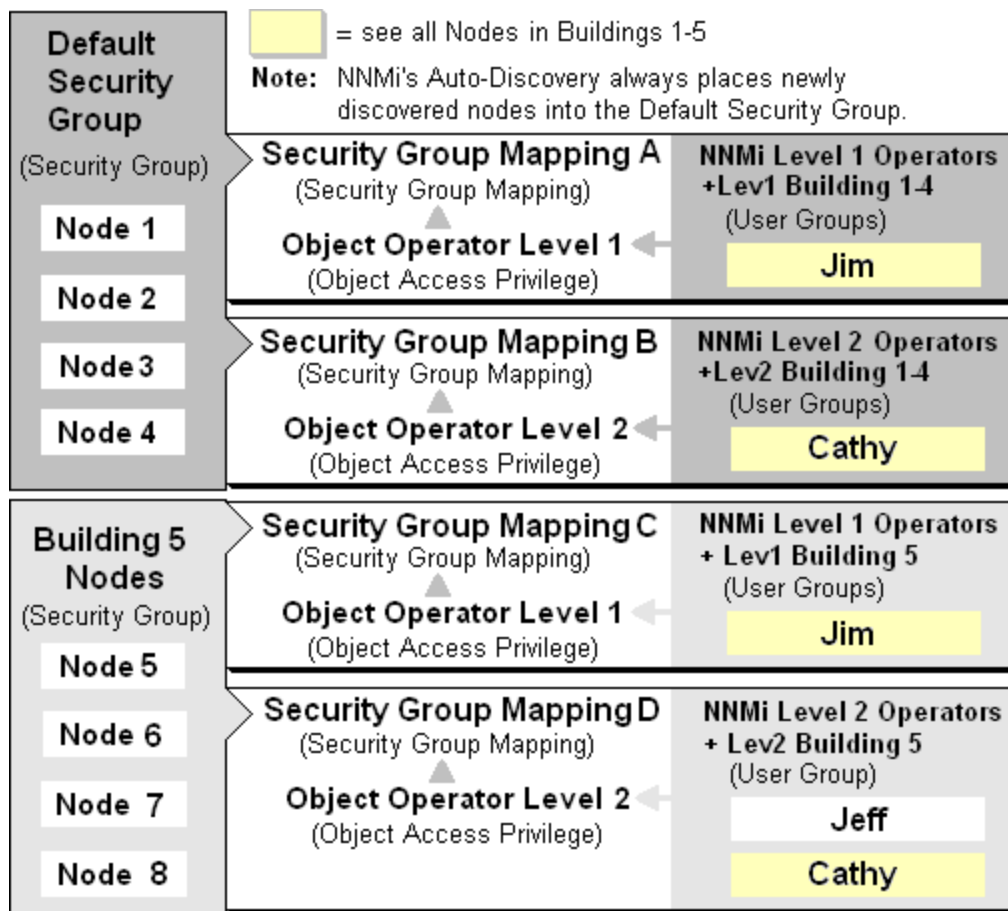 Default
Security
Group
(Security Group)
Node 1
Node 2
Node 3
Node 4
= see all Nodes in Buildings 1-5
Note: NNMi's Auto-Discovery always places newly
discovered nodes into the Default Security Group.
Security Group Mapping A
(Security Group Mapping)
Object Operator Level 1
(Object Access Privilege)
NNMi Level 1 Operators
+Lev1 Building 1-4
(User Groups)
Jim
Security Group Mapping B
(Security Group Mapping)
Object Operator Level 2
(Object Access Privilege)
NNMi Level 2 Operators
+Lev2 Building 1-4
(User Groups)
Cathy
Building 5
Nodes
(Security Group)
Node 5
Node 6
Node 7
Node 8
Security Group Mapping C
(Security Group Mapping)
Object Operator Level 1
(Object Access Privilege)
NNMi Level 1 Operators
+ Lev1 Building 5
(User Groups)
Jim
Security Group Mapping D
(Security Group Mapping)
Object Operator Level 2
(Object Access Privilege)
NNMi Level 2 Operators
+ Lev2 Building 5
(User Group)
Jeff
Cathy